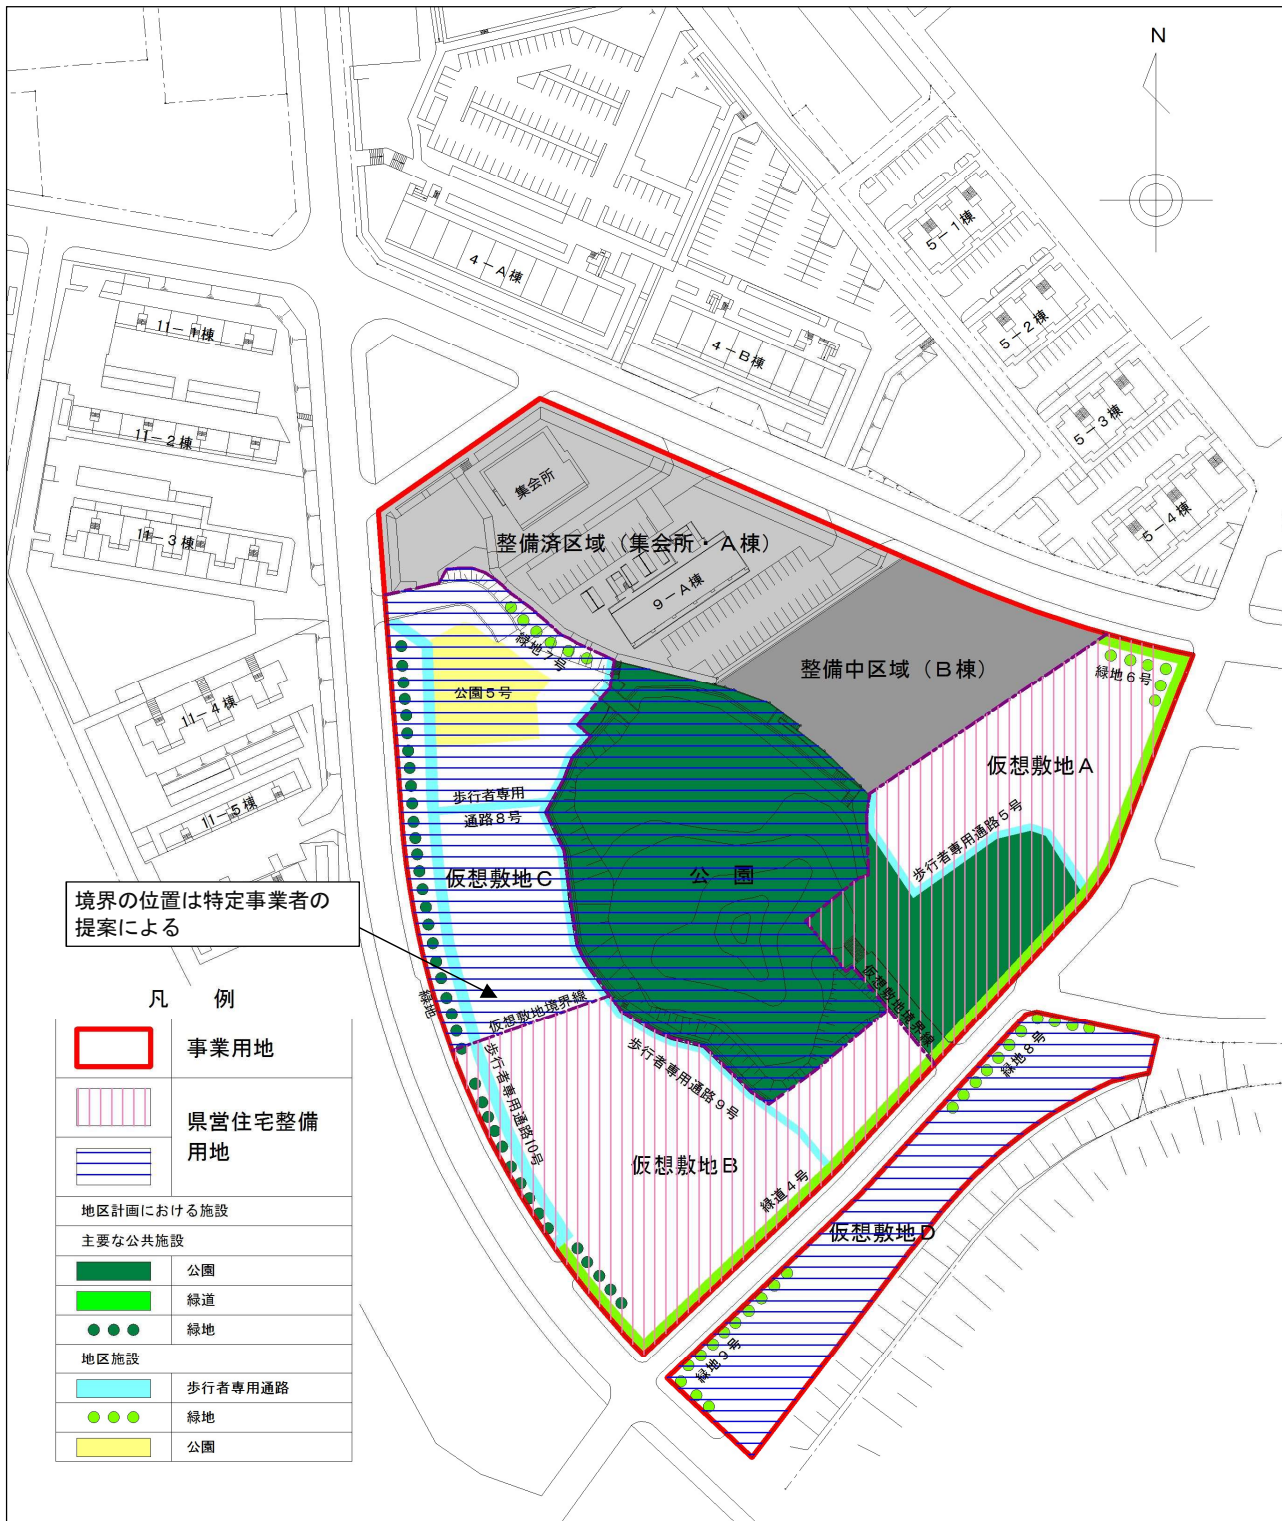 N
4－A棟
4－B棟
5－1棟
5－2棟
5－3棟
5－4棟
11－1棟
11－2棟
11－3棟
11－4棟
11－5棟
集会所
整備済区域（集会所・A棟）
9－A棟
整備中区域（B棟）
緑地7号
緑地6号
公園5号
仮想敷地A
歩行者専用
通路8号
歩行者専用通路5号
仮想敷地C
公　園
境界の位置は特定事業者の
提案による
緑地
仮想敷地境界線
仮想敷地境界線
歩行者専用通路9号
歩行者専用通路10号
緑地8号
仮想敷地B
緑道4号
仮想敷地D
緑地9号
凡　例
事業用地
県営住宅整備
用地
地区計画における施設
主要な公共施設
公園
緑道
緑地
地区施設
歩行者専用通路
緑地
公園